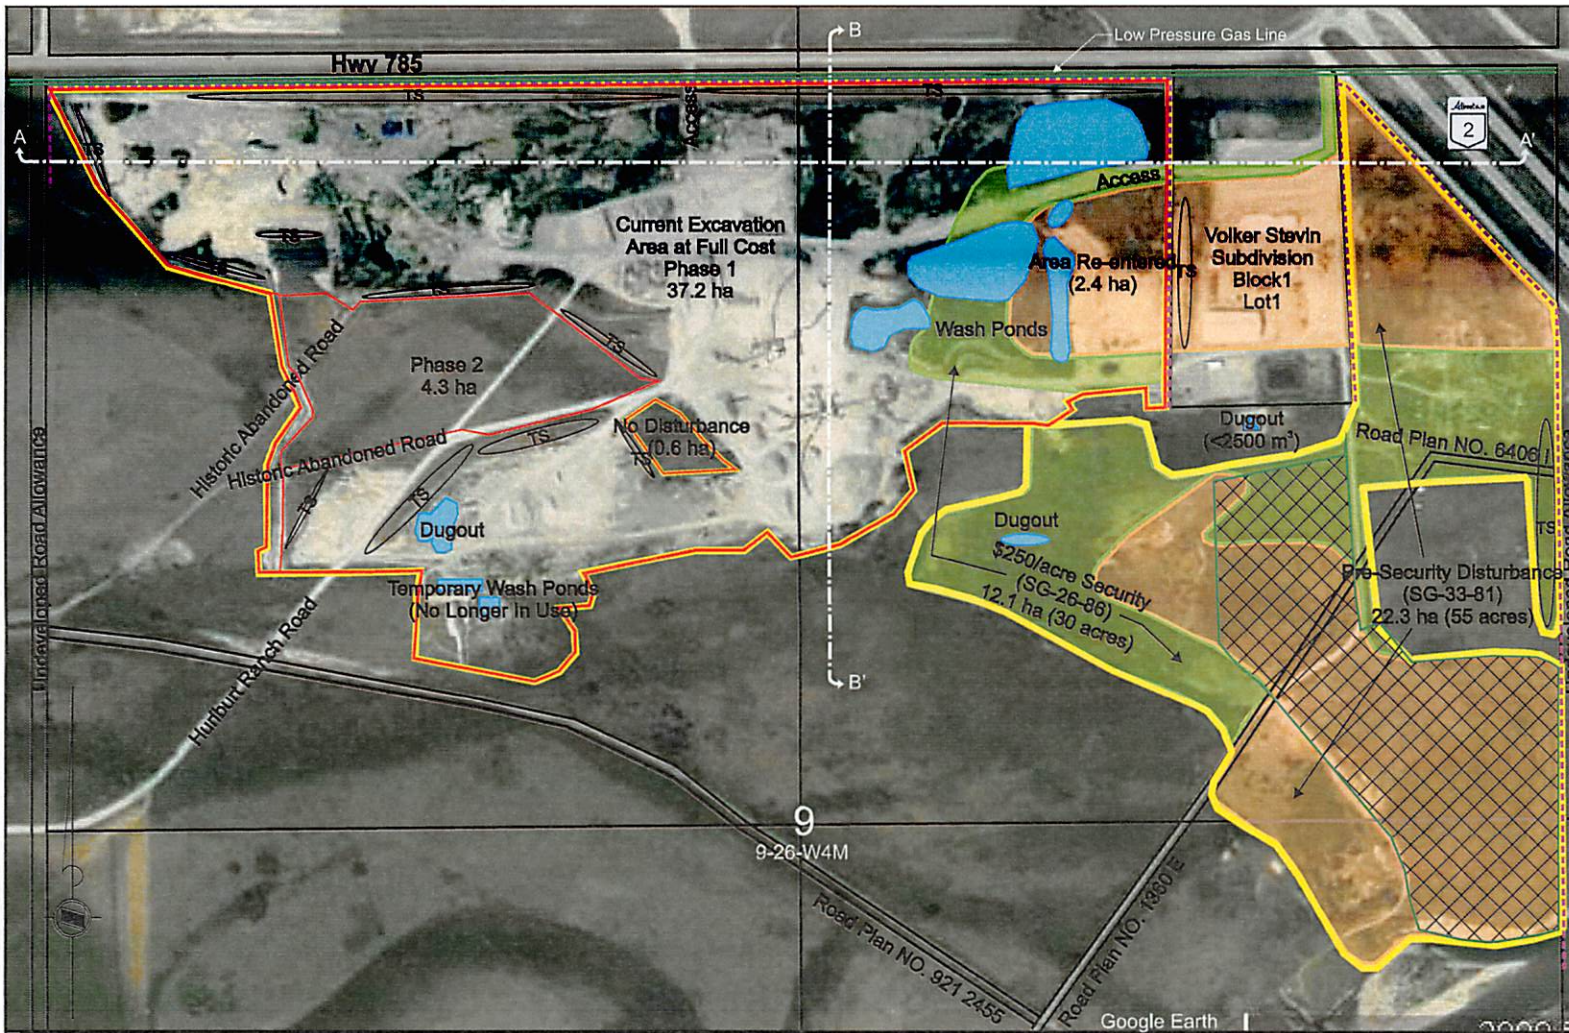 B
Low Pressure Gas Line
Hwy 785
TS
TS
Alberta
2
A
A'
TS
Access
Access
TS
Current Excavation
Area at Full Cost
Phase 1
37.2 ha
Volker Stevin
Subdivision
Block1
Lot1
Area Re-entered
(2.4 ha)
TS
TS
TS
Wash Ponds
TS
Historic Abandoned Road
Phase 2
4.3 ha
No Disturbance
(0.6 ha)
TS
Dugout
(<2500 m³)
Road Plan NO. 6406 I
Historic Abandoned Road
TS
TS
TS
Undeveloped Road Allowance
Dugout
Dugout
TS
$250/acre Security
(SG-26-86)
12.1 ha (30 acres)
Pre-Security Disturbance
(SG-33-81)
22.3 ha (55 acres)
Temporary Wash Ponds
(No Longer in Use)
Hurlburt Ranch Road
B'
9
9-26-W4M
Road Plan NO. 921 2455
Road Plan NO. 1360 E
Google Earth